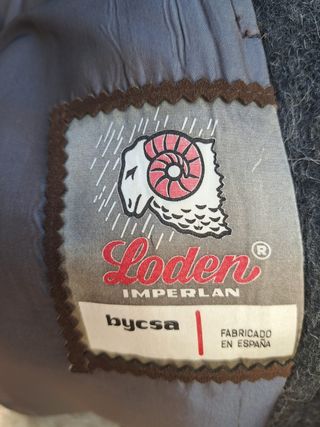 Loden ®
IMPERLAN
bycsa
FABRICADO
EN ESPAÑA